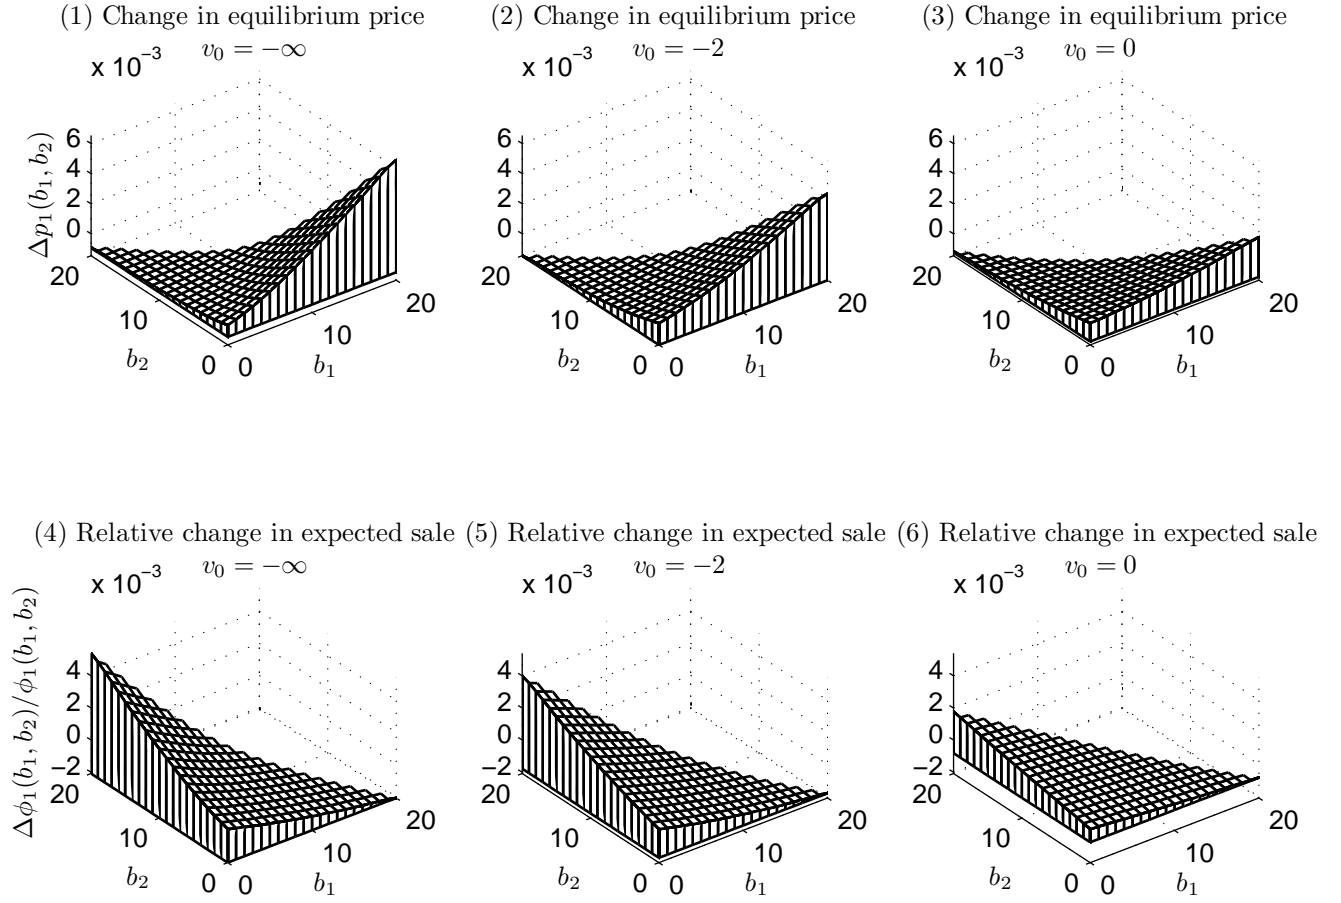 (1) Change in equilibrium price
v₀ = −∞
x 10⁻³
Δp₁(b₁, b₂)
6
4
2
0
20
10
0
b₂
0
10
20
b₁
(2) Change in equilibrium price
v₀ = −2
x 10⁻³
6
4
2
0
20
10
0
b₂
0
10
20
b₁
(3) Change in equilibrium price
v₀ = 0
x 10⁻³
6
4
2
0
20
10
0
b₂
0
10
20
b₁
(4) Relative change in expected sale
v₀ = −∞
x 10⁻³
Δϕ₁(b₁, b₂)/ϕ₁(b₁, b₂)
4
2
0
−2
20
10
0
b₂
0
10
20
b₁
(5) Relative change in expected sale
v₀ = −2
x 10⁻³
4
2
0
−2
20
10
0
b₂
0
10
20
b₁
(6) Relative change in expected sale
v₀ = 0
x 10⁻³
4
2
0
−2
20
10
0
b₂
0
10
20
b₁